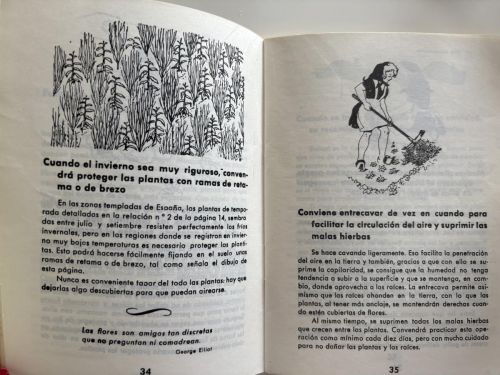 Cuando el invierno sea muy riguroso, conven-
drá proteger las plantas con ramas de reta-
ma o de brezo
En las zonas templadas de España, las plantas de tempo-
rada detalladas en la relación nº 2 de la página 14, sembra
das entre julio y setiembre resisten perfectamente los fríos
invernales, pero en las regiones donde se registran en invier-
no muy bajas temperaturas es necesario proteger las planti-
tas. Esto podrá hacerse fácilmente fijando en el suelo unas
ramas de retama o de brezo, tal como señala el dibujo de
esta página.
Nunca es conveniente tapar del todo las plantas; hay que
dejarlas algo descubiertas para que puedan airearse.
Las flores son amigos tan discretas
que no preguntan ni comadrean.
George Elliot
34
Conviene entrecavar de vez en cuando para
facilitar la circulación del aire y suprimir las
malas hierbas
Se hace cavando ligeramente. Eso facilita la penetración
del aire en la tierra y también, gracias a que con ello se supri-
me la capilaridad, se consigue que la humedad no tenga
tendencia a subir a la superficie y que se mantenga, en cam-
bio, donde aprovecha a las raíces. La entrecava permite asi-
mismo que las raíces ahonden en la tierra, con lo que las
plantas, al tener más anclaje, se mantendrán derechas cuando
estén cubiertas de flores.
Al mismo tiempo, se suprimen todas las malas hierbas
que crecen entre las plantas. Convendrá practicar esta ope-
ración como mínimo cada diez días, pero con mucho cuidado
para no dañar las plantas y las raíces.
35